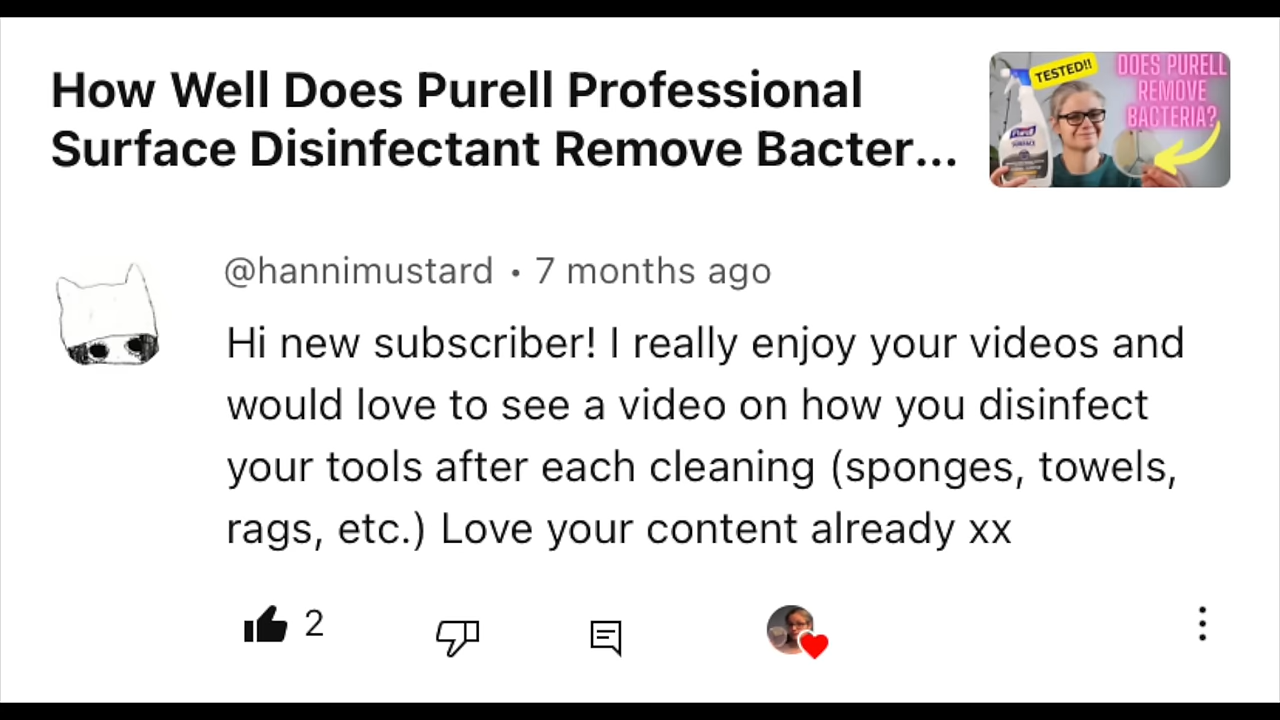 How Well Does Purell Professional
Surface Disinfectant Remove Bacter...
TESTED!!
DOES PURELL
REMOVE
BACTERIA?
PURELL
SURFACE
@hannimustard • 7 months ago
Hi new subscriber! I really enjoy your videos and
would love to see a video on how you disinfect
your tools after each cleaning (sponges, towels,
rags, etc.) Love your content already xx
2